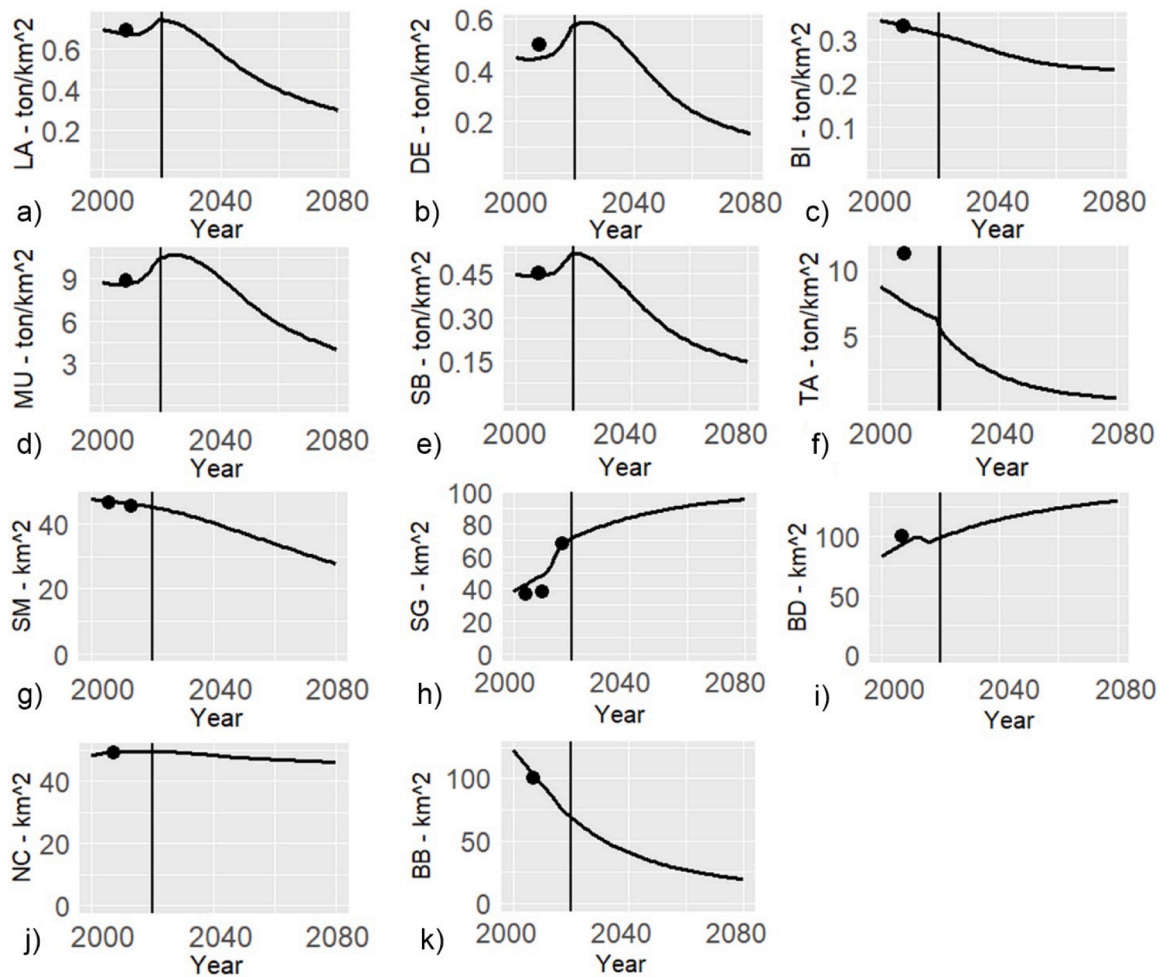 LA - ton/km^2
0.6
0.4
0.2
2000 2040 2080
Year
a)
DE - ton/km^2
0.6
0.4
0.2
2000 2040 2080
Year
b)
BI - ton/km^2
0.3
0.2
0.1
2000 2040 2080
Year
c)
MU - ton/km^2
9
6
3
2000 2040 2080
Year
d)
SB - ton/km^2
0.45
0.30
0.15
2000 2040 2080
Year
e)
TA - ton/km^2
10
5
2000 2040 2080
Year
f)
SM - km^2
40
20
0
2000 2040 2080
Year
g)
SG - km^2
100
80
60
40
20
0
2000 2040 2080
Year
h)
BD - km^2
100
50
0
2000 2040 2080
Year
i)
NC - km^2
40
20
0
2000 2040 2080
Year
j)
BB - km^2
100
50
0
2000 2040 2080
Year
k)